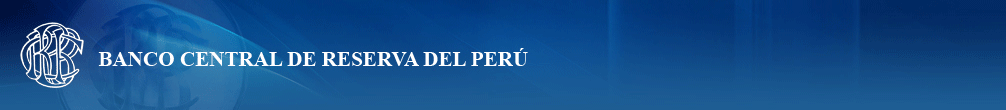 BANCO CENTRAL DE RESERVA DEL PERÚ